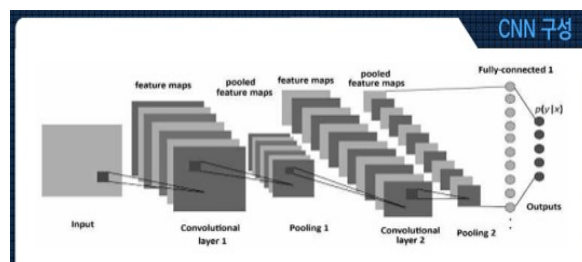 CNN 구성
feature maps
pooled
feature maps
feature maps
pooled
feature maps
Fully-connected 1
p(y|x)
Input
Convolutional
layer 1
Pooling 1
Convolutional
layer 2
Pooling 2
Outputs